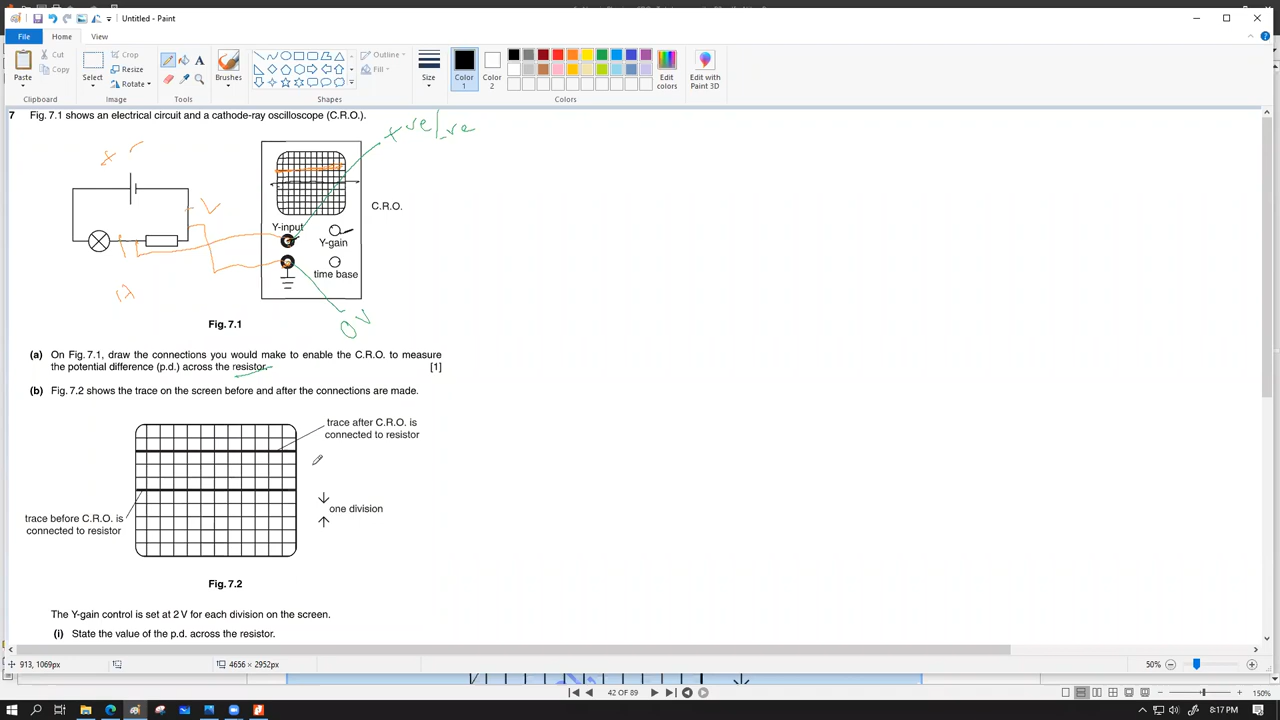 Untitled - Paint
File Home View
Paste
Cut
Copy
Clipboard
Select
Crop
Resize
Rotate
Image
Tools
Brushes
Shapes
Outline
Fill
Size
Color 1
Color 2
Edit colors
Colors
Edit with Paint 3D
7 Fig. 7.1 shows an electrical circuit and a cathode-ray oscilloscope (C.R.O.).
+ve/-ve
+ -
V
C.R.O.
Y-input
Y-gain
time base
0V
Fig. 7.1
(a) On Fig. 7.1, draw the connections you would make to enable the C.R.O. to measure
the potential difference (p.d.) across the resistor. [1]
(b) Fig. 7.2 shows the trace on the screen before and after the connections are made.
trace after C.R.O. is
connected to resistor
one division
trace before C.R.O. is
connected to resistor
Fig. 7.2
The Y-gain control is set at 2 V for each division on the screen.
(i) State the value of the p.d. across the resistor.
913, 1069px
4656 × 2952px
50%
42 OF 89
150%
8:17 PM